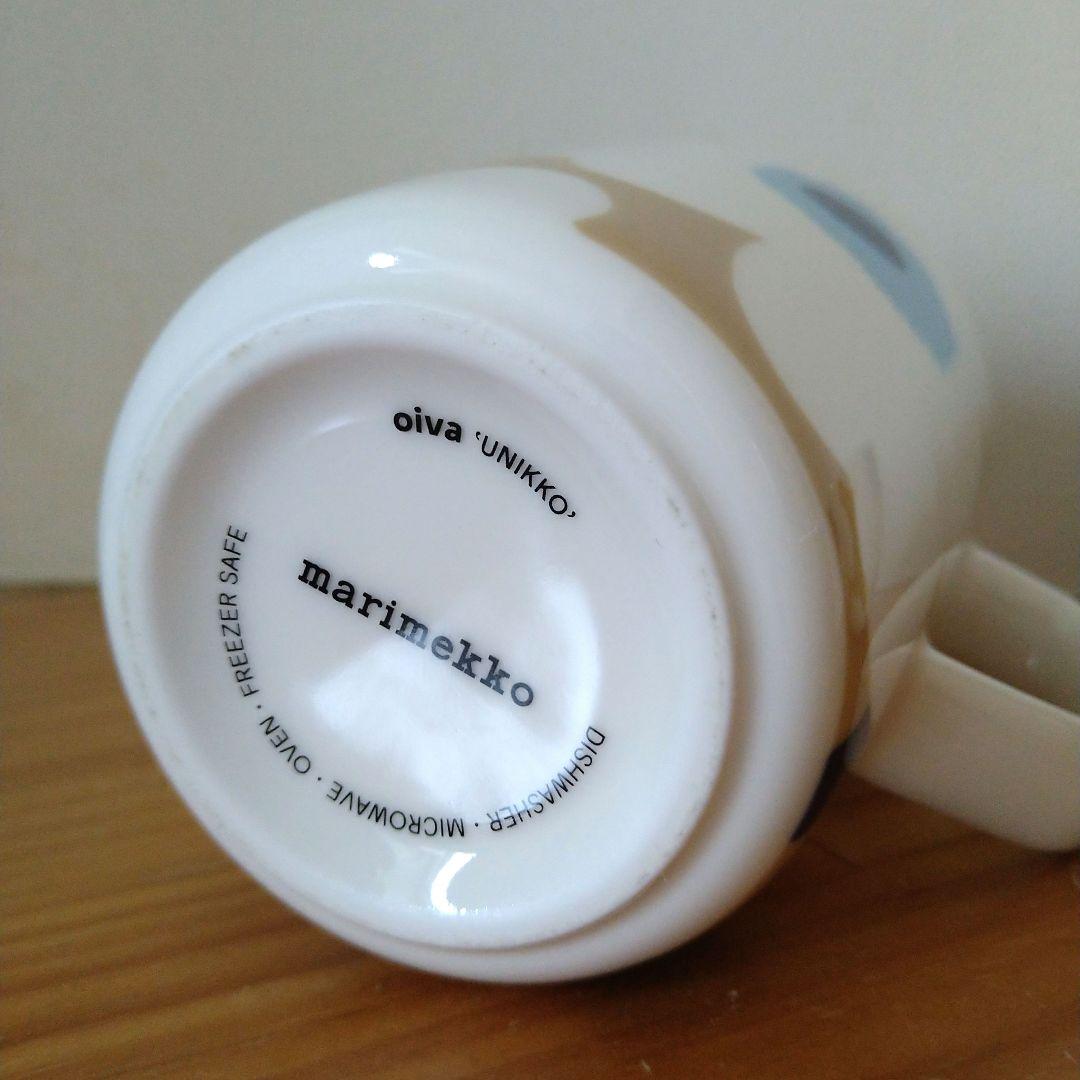 oiva ‘UNIKKO’
marimekko
DISHWASHER · MICROWAVE · OVEN · FREEZER SAFE